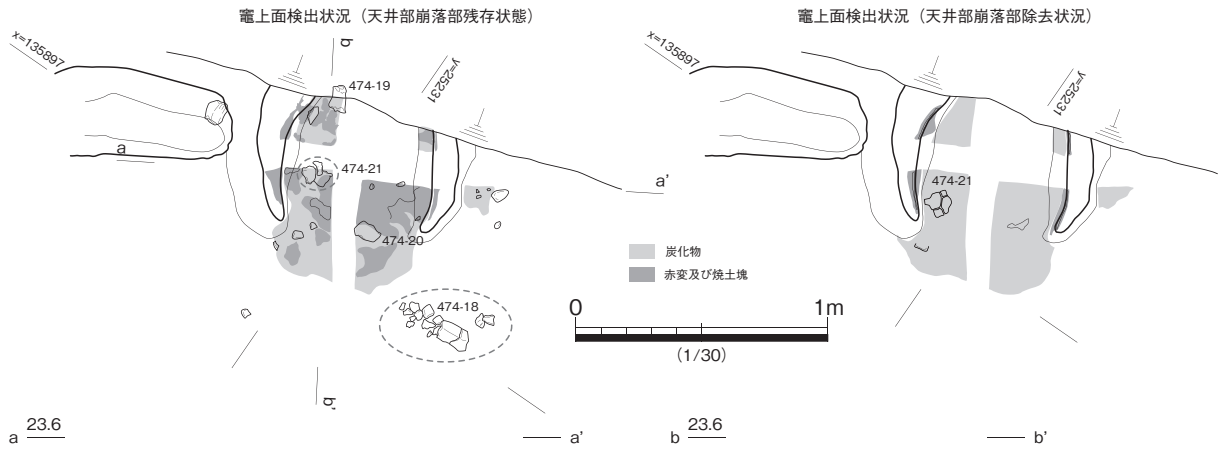 竈上面検出状況（天井部崩落部残存状態）
竈上面検出状況（天井部崩落部除去状況）
x=135897
b
474-19
y=25231
a
474-21
a'
474-20
474-18
b'
x=135897
y=25231
474-21
炭化物
赤変及び焼土塊
0
1m
（1/30）
a 23.6
a'
b 23.6
b'